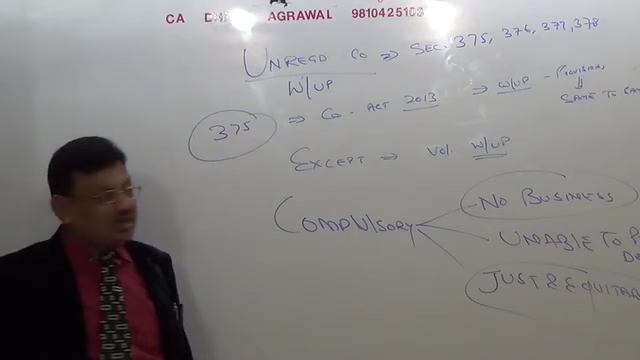 CA AGRAWAL 9810425103
UNREGD Co ⇒ SEC. 375, 376, 377, 378
W/UP
375 ⇒ Co. ACT 2013 ⇒ W/UP - PROVISION
SAME TO
EXCEPT ⇒ VOL W/UP
COMPULSORY
NO BUSINESS
UNABLE TO
JUST & EQUITAB